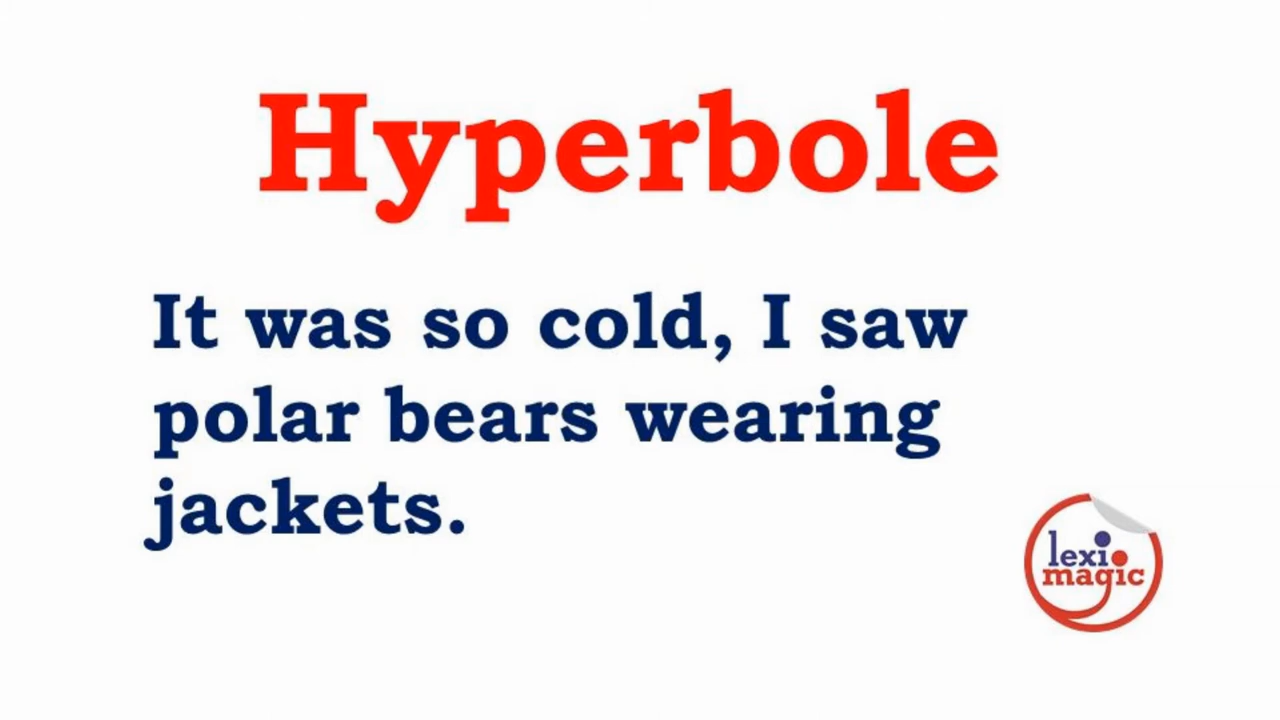 Hyperbole
It was so cold, I saw
polar bears wearing
jackets.
lexi
magic